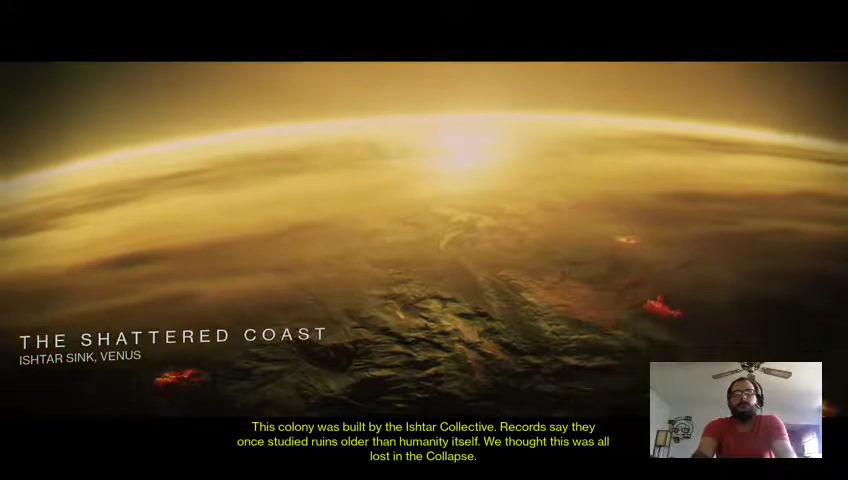 THE SHATTERED COAST
ISHTAR SINK, VENUS
This colony was built by the Ishtar Collective. Records say they
once studied ruins older than humanity itself. We thought this was all
lost in the Collapse.